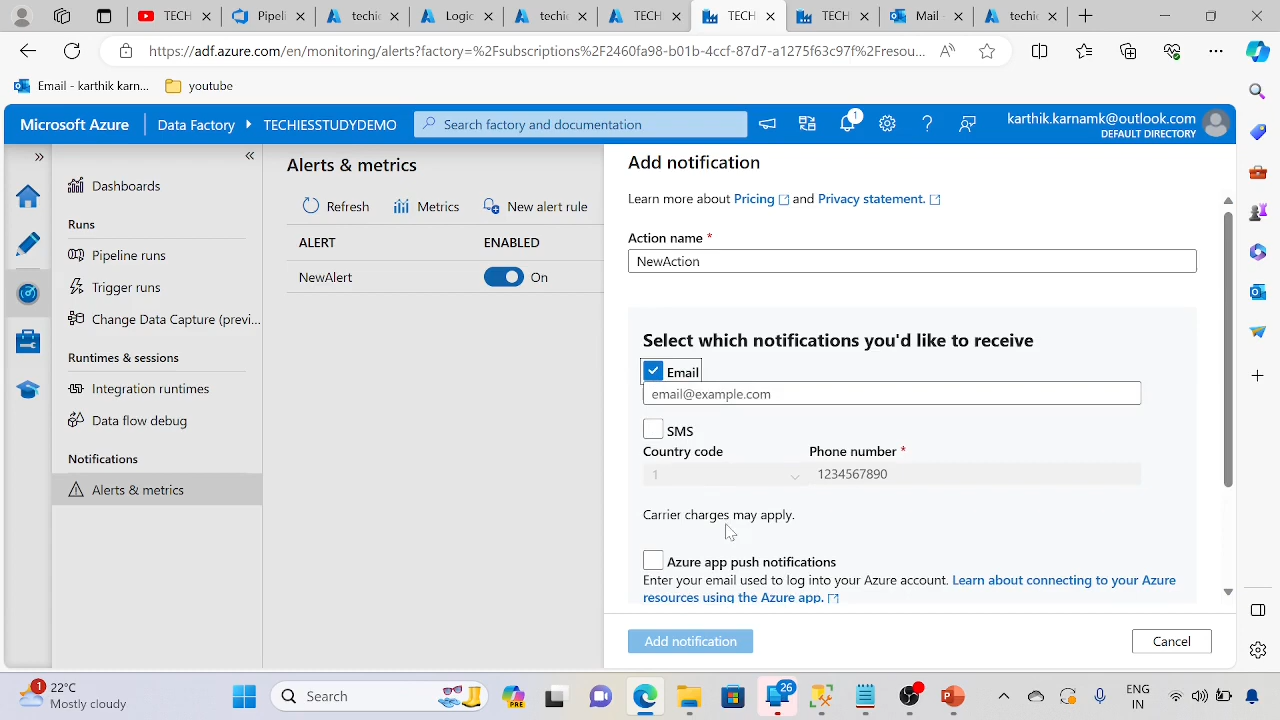 TECH
Pipeli
techie
Logic
techie
TECH
TECH
TECH
Mail -
techie
https://adf.azure.com/en/monitoring/alerts?factory=%2Fsubscriptions%2F2460fa98-b01b-4ccf-87d7-a1275f63c97f%2Fresou...
Email - karthik karn...
youtube
Microsoft Azure
Data Factory
TECHIESSTUDYDEMO
Search factory and documentation
1
karthik.karnamk@outlook.com
DEFAULT DIRECTORY
Dashboards
Runs
Pipeline runs
Trigger runs
Change Data Capture (previ...
Runtimes & sessions
Integration runtimes
Data flow debug
Notifications
Alerts & metrics
Alerts & metrics
Refresh
Metrics
New alert rule
ALERT
ENABLED
NewAlert
On
Add notification
Learn more about Pricing and Privacy statement.
Action name *
NewAction
Select which notifications you'd like to receive
Email
email@example.com
SMS
Country code
Phone number *
1
1234567890
Carrier charges may apply.
Azure app push notifications
Enter your email used to log into your Azure account. Learn about connecting to your Azure
resources using the Azure app.
Add notification
Cancel
1
22°C
Mostly cloudy
Search
PRE
26
ENG
IN